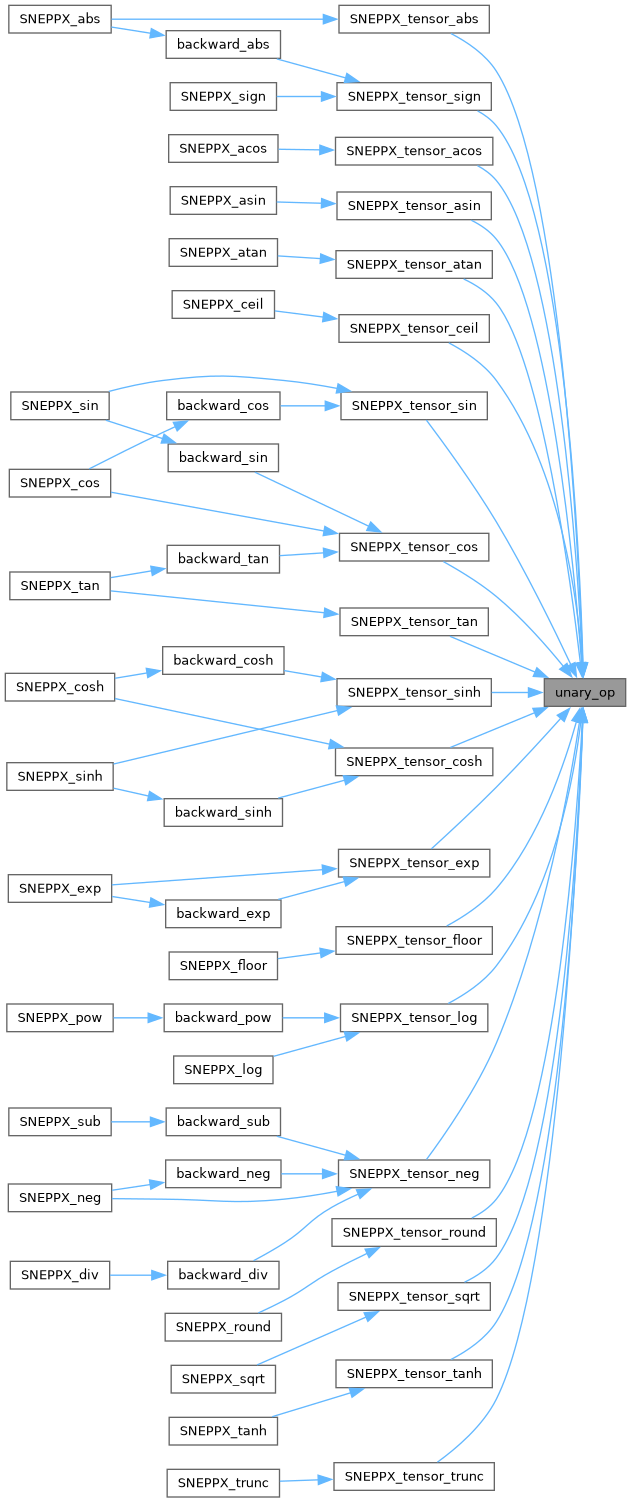 SNEPPX_abs
SNEPPX_tensor_abs
backward_abs
SNEPPX_sign
SNEPPX_tensor_sign
SNEPPX_acos
SNEPPX_tensor_acos
SNEPPX_asin
SNEPPX_tensor_asin
SNEPPX_atan
SNEPPX_tensor_atan
SNEPPX_ceil
SNEPPX_tensor_ceil
SNEPPX_sin
backward_cos
SNEPPX_tensor_sin
backward_sin
SNEPPX_cos
SNEPPX_tensor_cos
backward_tan
SNEPPX_tan
SNEPPX_tensor_tan
backward_cosh
SNEPPX_cosh
SNEPPX_tensor_sinh
unary_op
SNEPPX_tensor_cosh
SNEPPX_sinh
backward_sinh
SNEPPX_tensor_exp
SNEPPX_exp
backward_exp
SNEPPX_tensor_floor
SNEPPX_floor
SNEPPX_pow
backward_pow
SNEPPX_tensor_log
SNEPPX_log
SNEPPX_sub
backward_sub
SNEPPX_tensor_neg
backward_neg
SNEPPX_neg
SNEPPX_tensor_round
SNEPPX_div
backward_div
SNEPPX_tensor_sqrt
SNEPPX_round
SNEPPX_tensor_tanh
SNEPPX_sqrt
SNEPPX_tanh
SNEPPX_tensor_trunc
SNEPPX_trunc